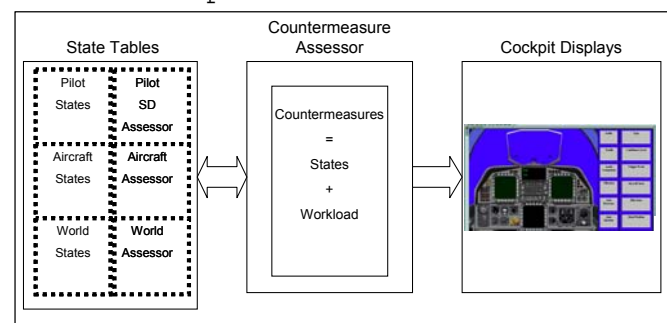 State Tables
Countermeasure
Assessor
Cockpit Displays
Pilot
States
Pilot
SD
Assessor
Aircraft
States
Aircraft
Assessor
World
States
World
Assessor
Countermeasures
=
States
+
Workload